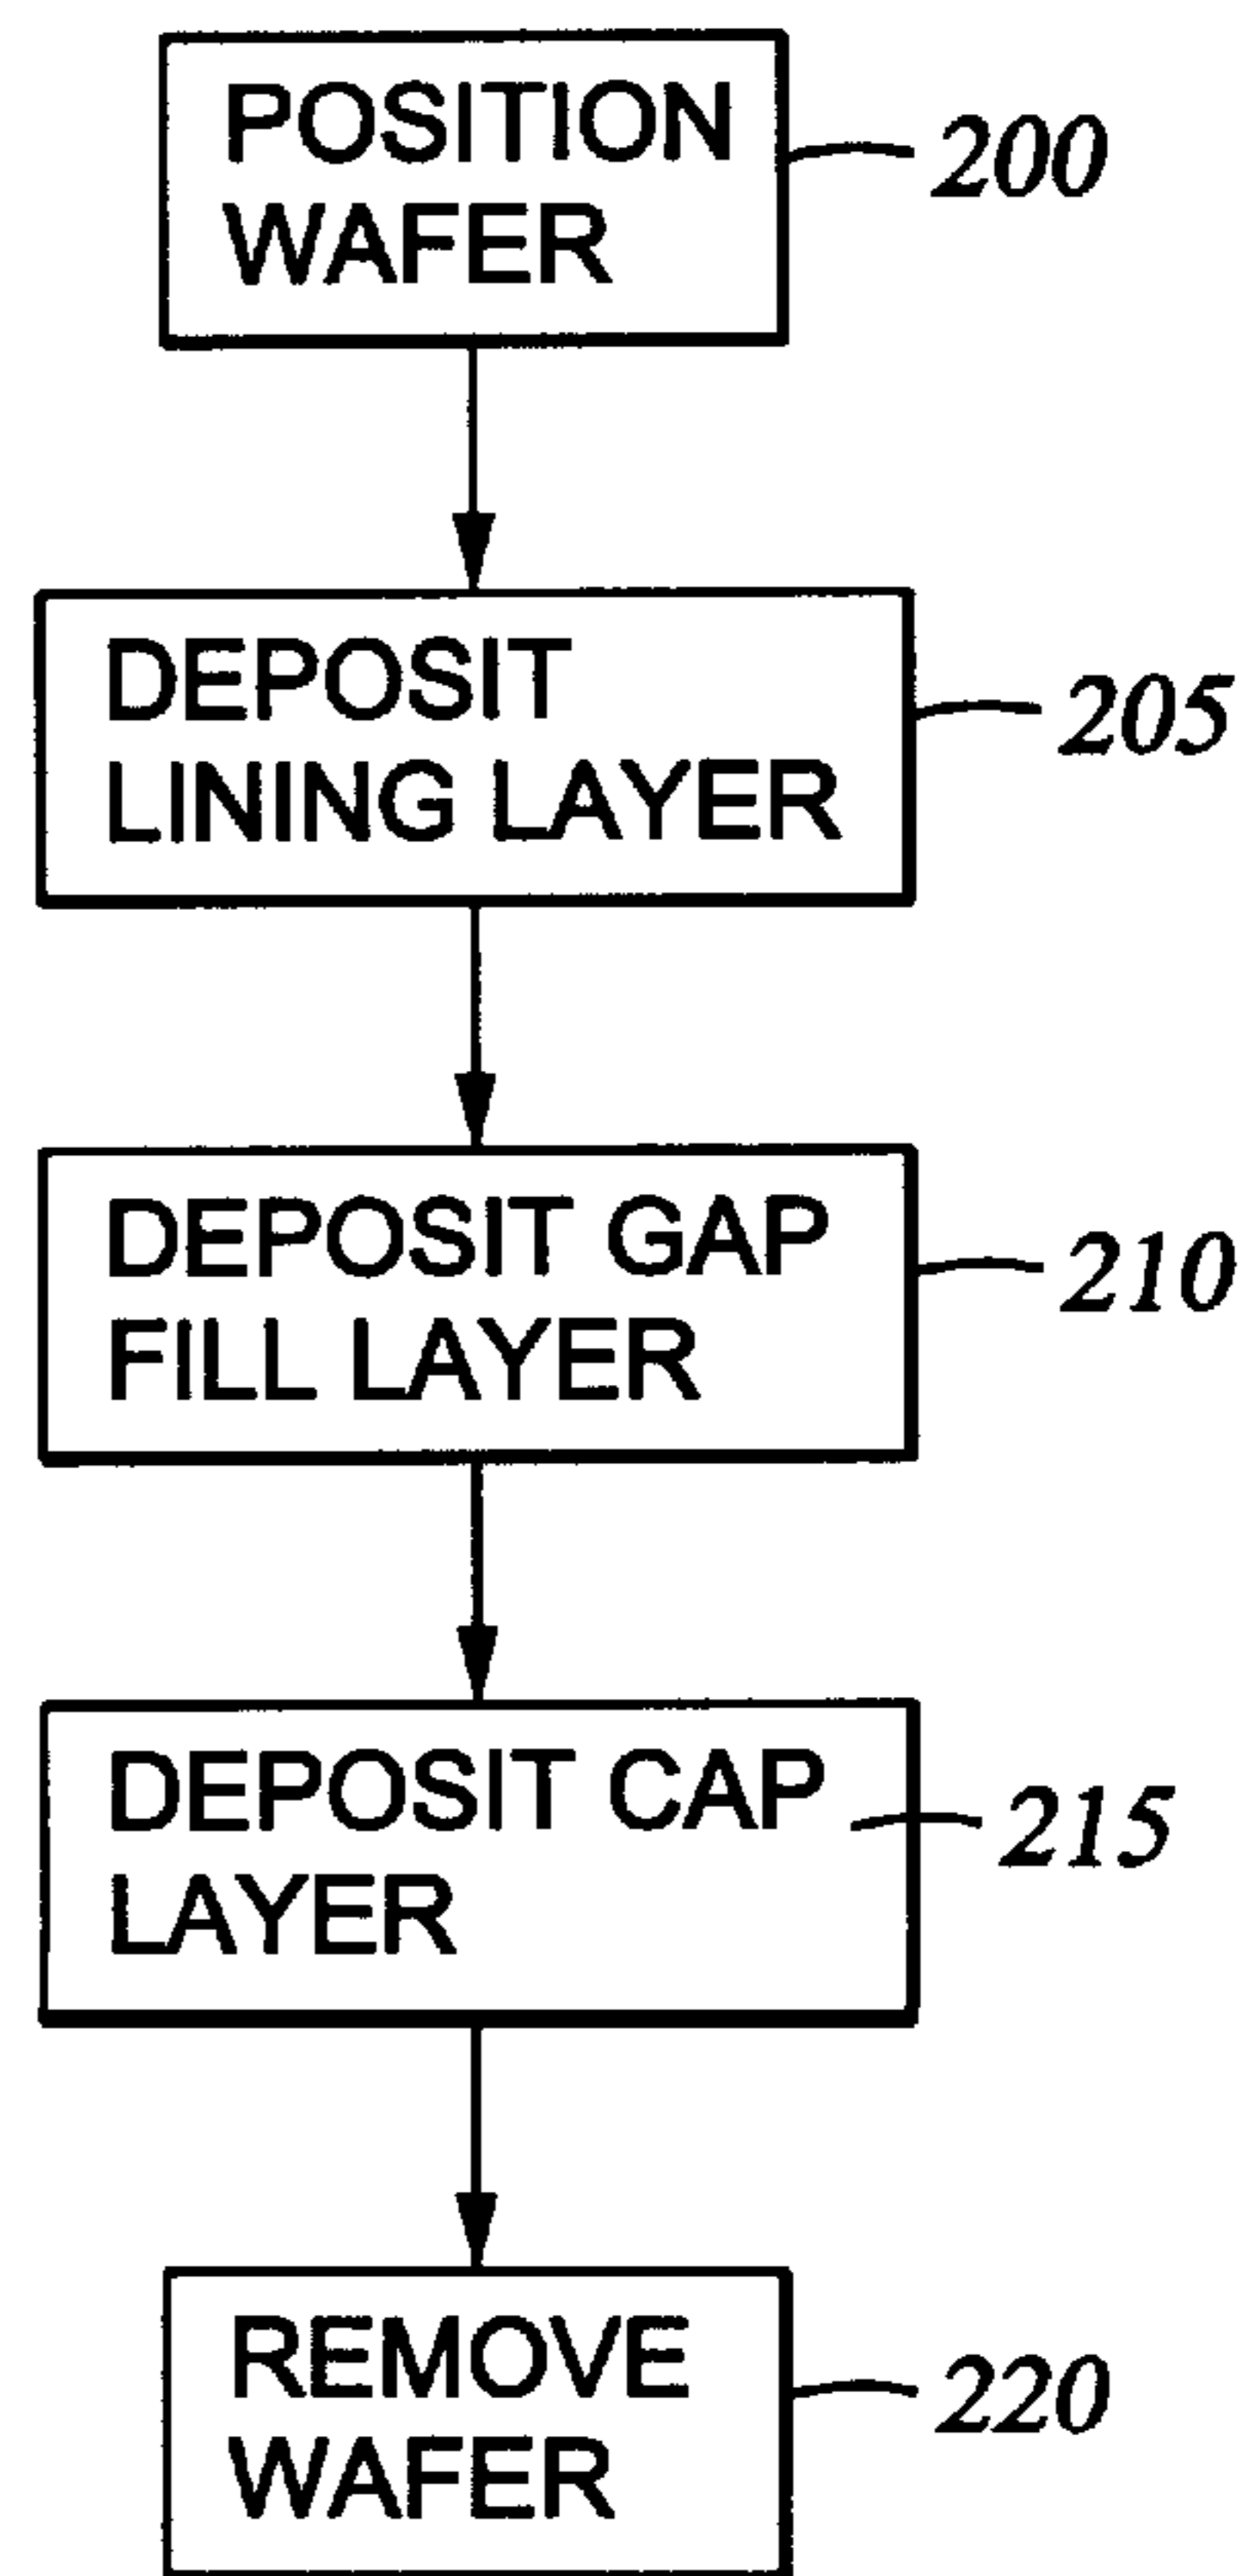 POSITION
WAFER
200
DEPOSIT
LINING LAYER
205
DEPOSIT GAP
FILL LAYER
210
DEPOSIT CAP
LAYER
215
REMOVE
WAFER
220